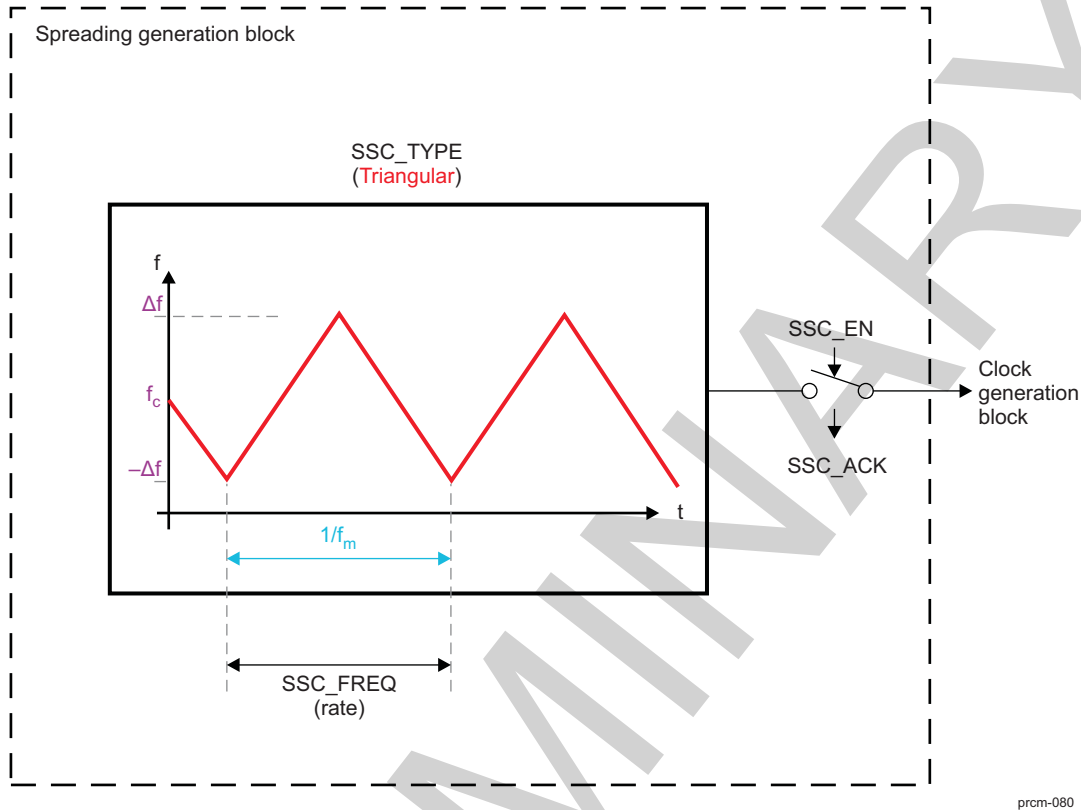 Spreading generation block
SSC_TYPE
(Triangular)
f
Δf
f_c
–Δf
t
1/f_m
SSC_EN
SSC_ACK
Clock
generation
block
SSC_FREQ
(rate)
MINARY
prcm-080